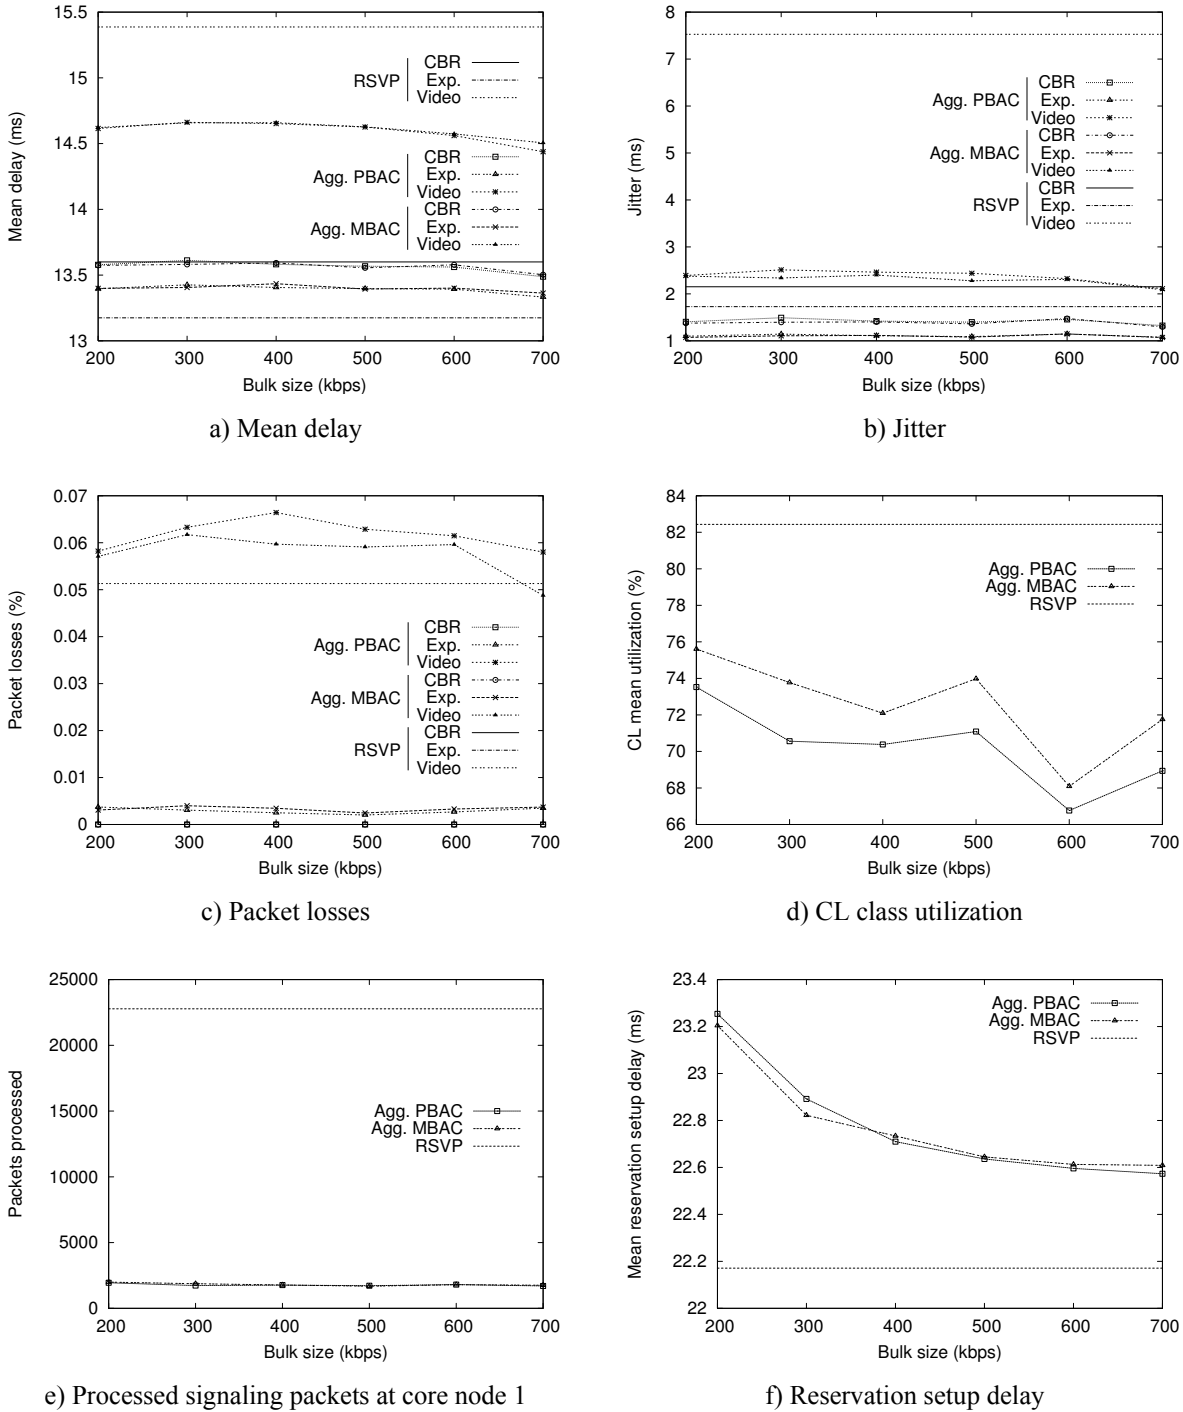 15.5
15
14.5
14
13.5
13
Mean delay (ms)
RSVP
CBR
Exp.
Video
Agg. PBAC
CBR
Exp.
Video
Agg. MBAC
CBR
Exp.
Video
200 300 400 500 600 700
Bulk size (kbps)
a) Mean delay
8
7
6
5
4
3
2
1
Jitter (ms)
Agg. PBAC
CBR
Exp.
Video
Agg. MBAC
CBR
Exp.
Video
RSVP
CBR
Exp.
Video
200 300 400 500 600 700
Bulk size (kbps)
b) Jitter
0.07
0.06
0.05
0.04
0.03
0.02
0.01
0
Packet losses (%)
Agg. PBAC
CBR
Exp.
Video
Agg. MBAC
CBR
Exp.
Video
RSVP
CBR
Exp.
Video
200 300 400 500 600 700
Bulk size (kbps)
c) Packet losses
84
82
80
78
76
74
72
70
68
66
CL mean utilization (%)
Agg. PBAC
Agg. MBAC
RSVP
200 300 400 500 600 700
Bulk size (kbps)
d) CL class utilization
25000
20000
15000
10000
5000
0
Packets processed
Agg. PBAC
Agg. MBAC
RSVP
200 300 400 500 600 700
Bulk size (kbps)
e) Processed signaling packets at core node 1
23.4
23.2
23
22.8
22.6
22.4
22.2
22
Mean reservation setup delay (ms)
Agg. PBAC
Agg. MBAC
RSVP
200 300 400 500 600 700
Bulk size (kbps)
f) Reservation setup delay